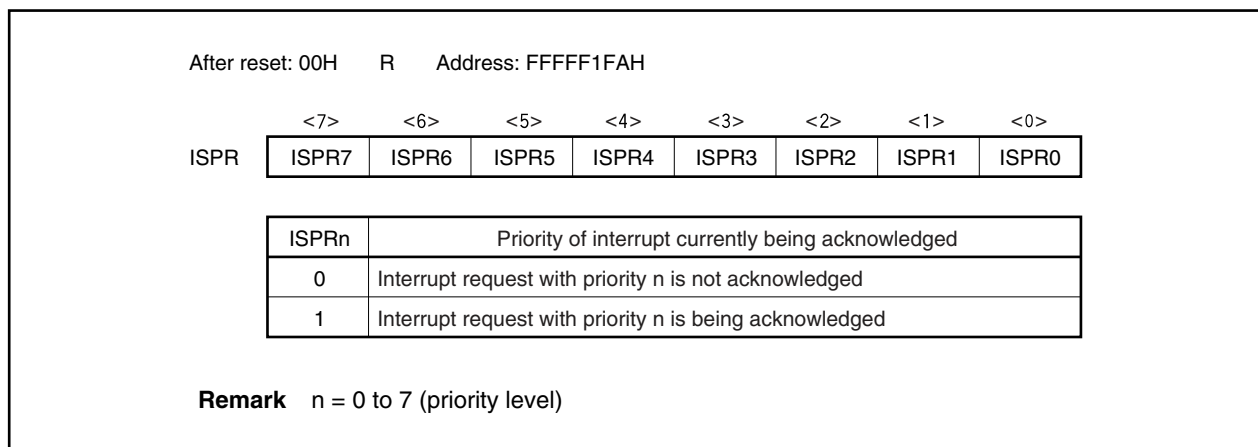 After reset: 00H R Address: FFFFF1FAH
<7> <6> <5> <4> <3> <2> <1> <0>
ISPR ISPR7 ISPR6 ISPR5 ISPR4 ISPR3 ISPR2 ISPR1 ISPR0
ISPRn Priority of interrupt currently being acknowledged
0 Interrupt request with priority n is not acknowledged
1 Interrupt request with priority n is being acknowledged
Remark n = 0 to 7 (priority level)